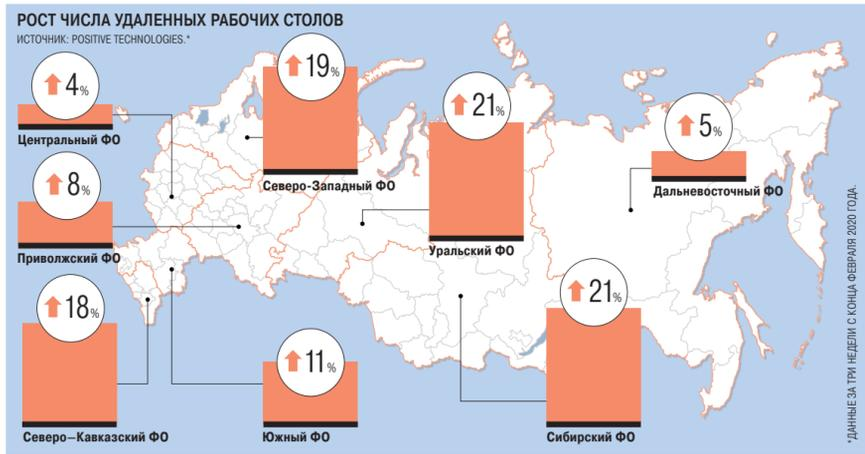 РОСТ ЧИСЛА УДАЛЕННЫХ РАБОЧИХ СТОЛОВ
ИСТОЧНИК: POSITIVE TECHNOLOGIES.*
4%
Центральный ФО
19%
Северо-Западный ФО
21%
Уральский ФО
5%
Дальневосточный ФО
8%
Приволжский ФО
18%
Северо–Кавказский ФО
11%
Южный ФО
21%
Сибирский ФО
*ДАННЫЕ ЗА ТРИ НЕДЕЛИ С КОНЦА ФЕВРАЛЯ 2020 ГОДА.